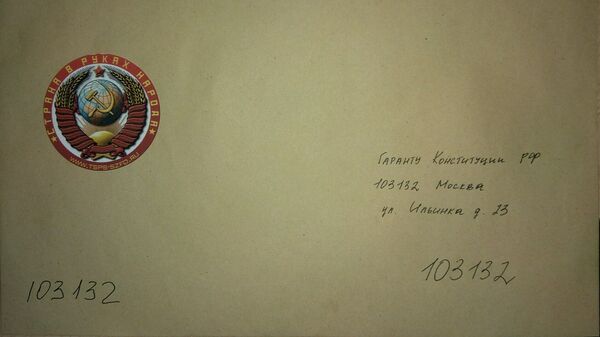 ★ СТРАНА В РУКАХ НАРОДА ★
Гаранту Конституции РФ
103132 Москва
ул. Ильинка д. 23
103132
103132